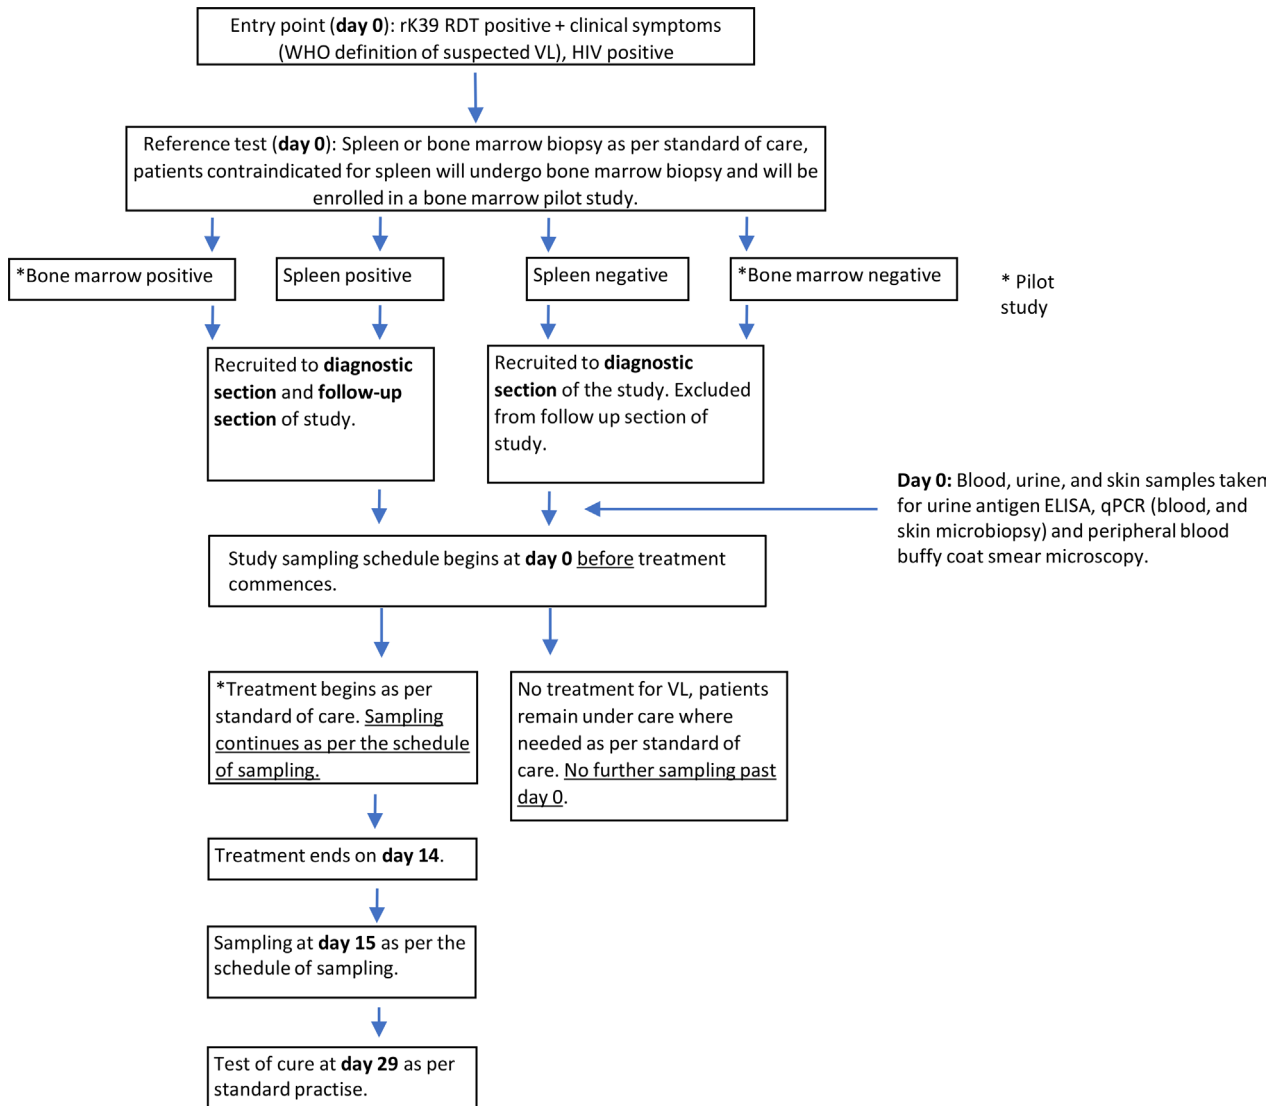 Entry point (day 0): rK39 RDT positive + clinical symptoms
(WHO definition of suspected VL), HIV positive
Reference test (day 0): Spleen or bone marrow biopsy as per standard of care,
patients contraindicated for spleen will undergo bone marrow biopsy and will be
enrolled in a bone marrow pilot study.
*Bone marrow positive
Spleen positive
Spleen negative
*Bone marrow negative
* Pilot
study
Recruited to diagnostic
section and follow-up
section of study.
Recruited to diagnostic
section of the study. Excluded
from follow up section of
study.
Day 0: Blood, urine, and skin samples taken
for urine antigen ELISA, qPCR (blood, and
skin microbiopsy) and peripheral blood
buffy coat smear microscopy.
Study sampling schedule begins at day 0 before treatment
commences.
*Treatment begins as per
standard of care. Sampling
continues as per the schedule
of sampling.
No treatment for VL, patients
remain under care where
needed as per standard of
care. No further sampling past
day 0.
Treatment ends on day 14.
Sampling at day 15 as per the
schedule of sampling.
Test of cure at day 29 as per
standard practise.